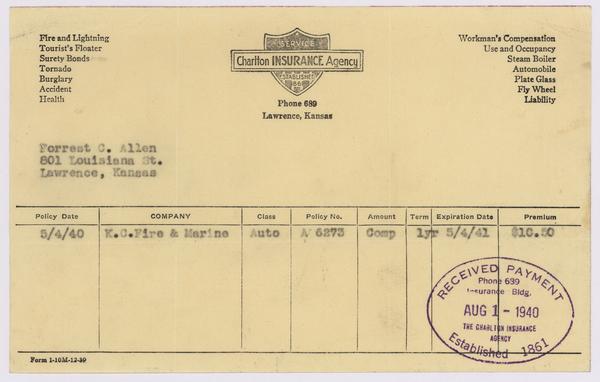 Fire and Lightning
Tourist's Floater
Surety Bonds
Tornado
Burglary
Accident
Health
SERVICE
Charlton INSURANCE Agency
ESTABLISHED
Phone 689
Lawrence, Kansas
Workman's Compensation
Use and Occupancy
Steam Boiler
Automobile
Plate Glass
Fly Wheel
Liability
Forrest C. Allen
801 Louisiana St.
Lawrence, Kansas
Policy Date COMPANY Class Policy No. Amount Term Expiration Date Premium
5/4/40 K.C.Fire & Marine Auto A 6273 Comp 1yr 5/4/41 $10.50
RECEIVED PAYMENT
Phone 689
Insurance Bldg.
AUG 1 - 1940
THE CHARLTON INSURANCE
AGENCY
Established 1861
Form 1-10M-12-39